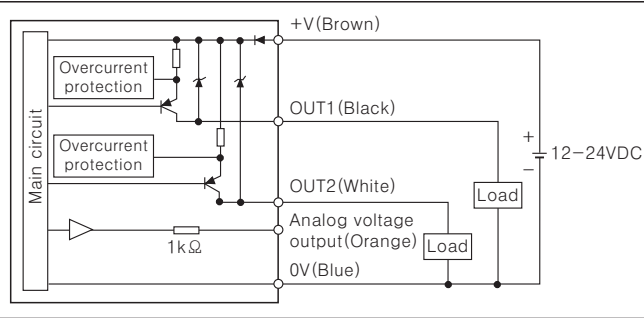 +V(Brown)
Overcurrent
protection
OUT1(Black)
Main circuit
Overcurrent
protection
+
12-24VDC
−
OUT2(White)
Load
Analog voltage
output(Orange)
Load
1kΩ
0V(Blue)